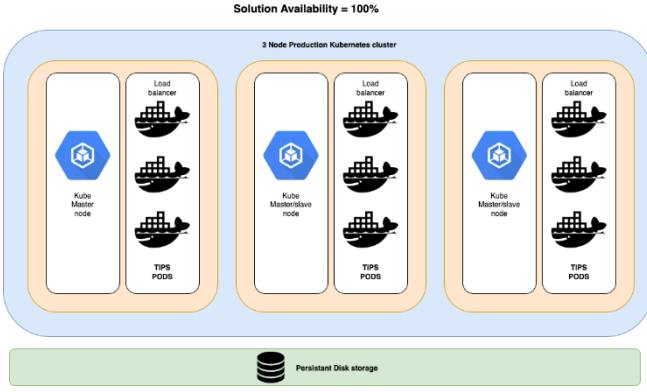 Solution Availability = 100%
3 Node Production Kubernetes cluster
Load
balancer
Kube
Master
node
TIPS
PODS
Load
balancer
Kube
Master/slave
node
TIPS
PODS
Load
balancer
Kube
Master/slave
node
TIPS
PODS
Persistant Disk storage